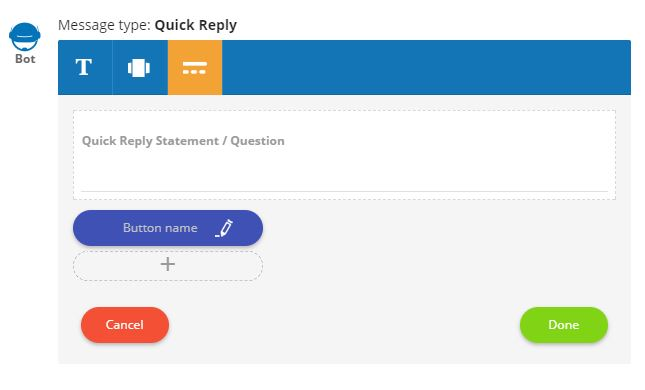 Message type: Quick Reply
Bot
T
Quick Reply Statement / Question
Button name
+
Cancel
Done